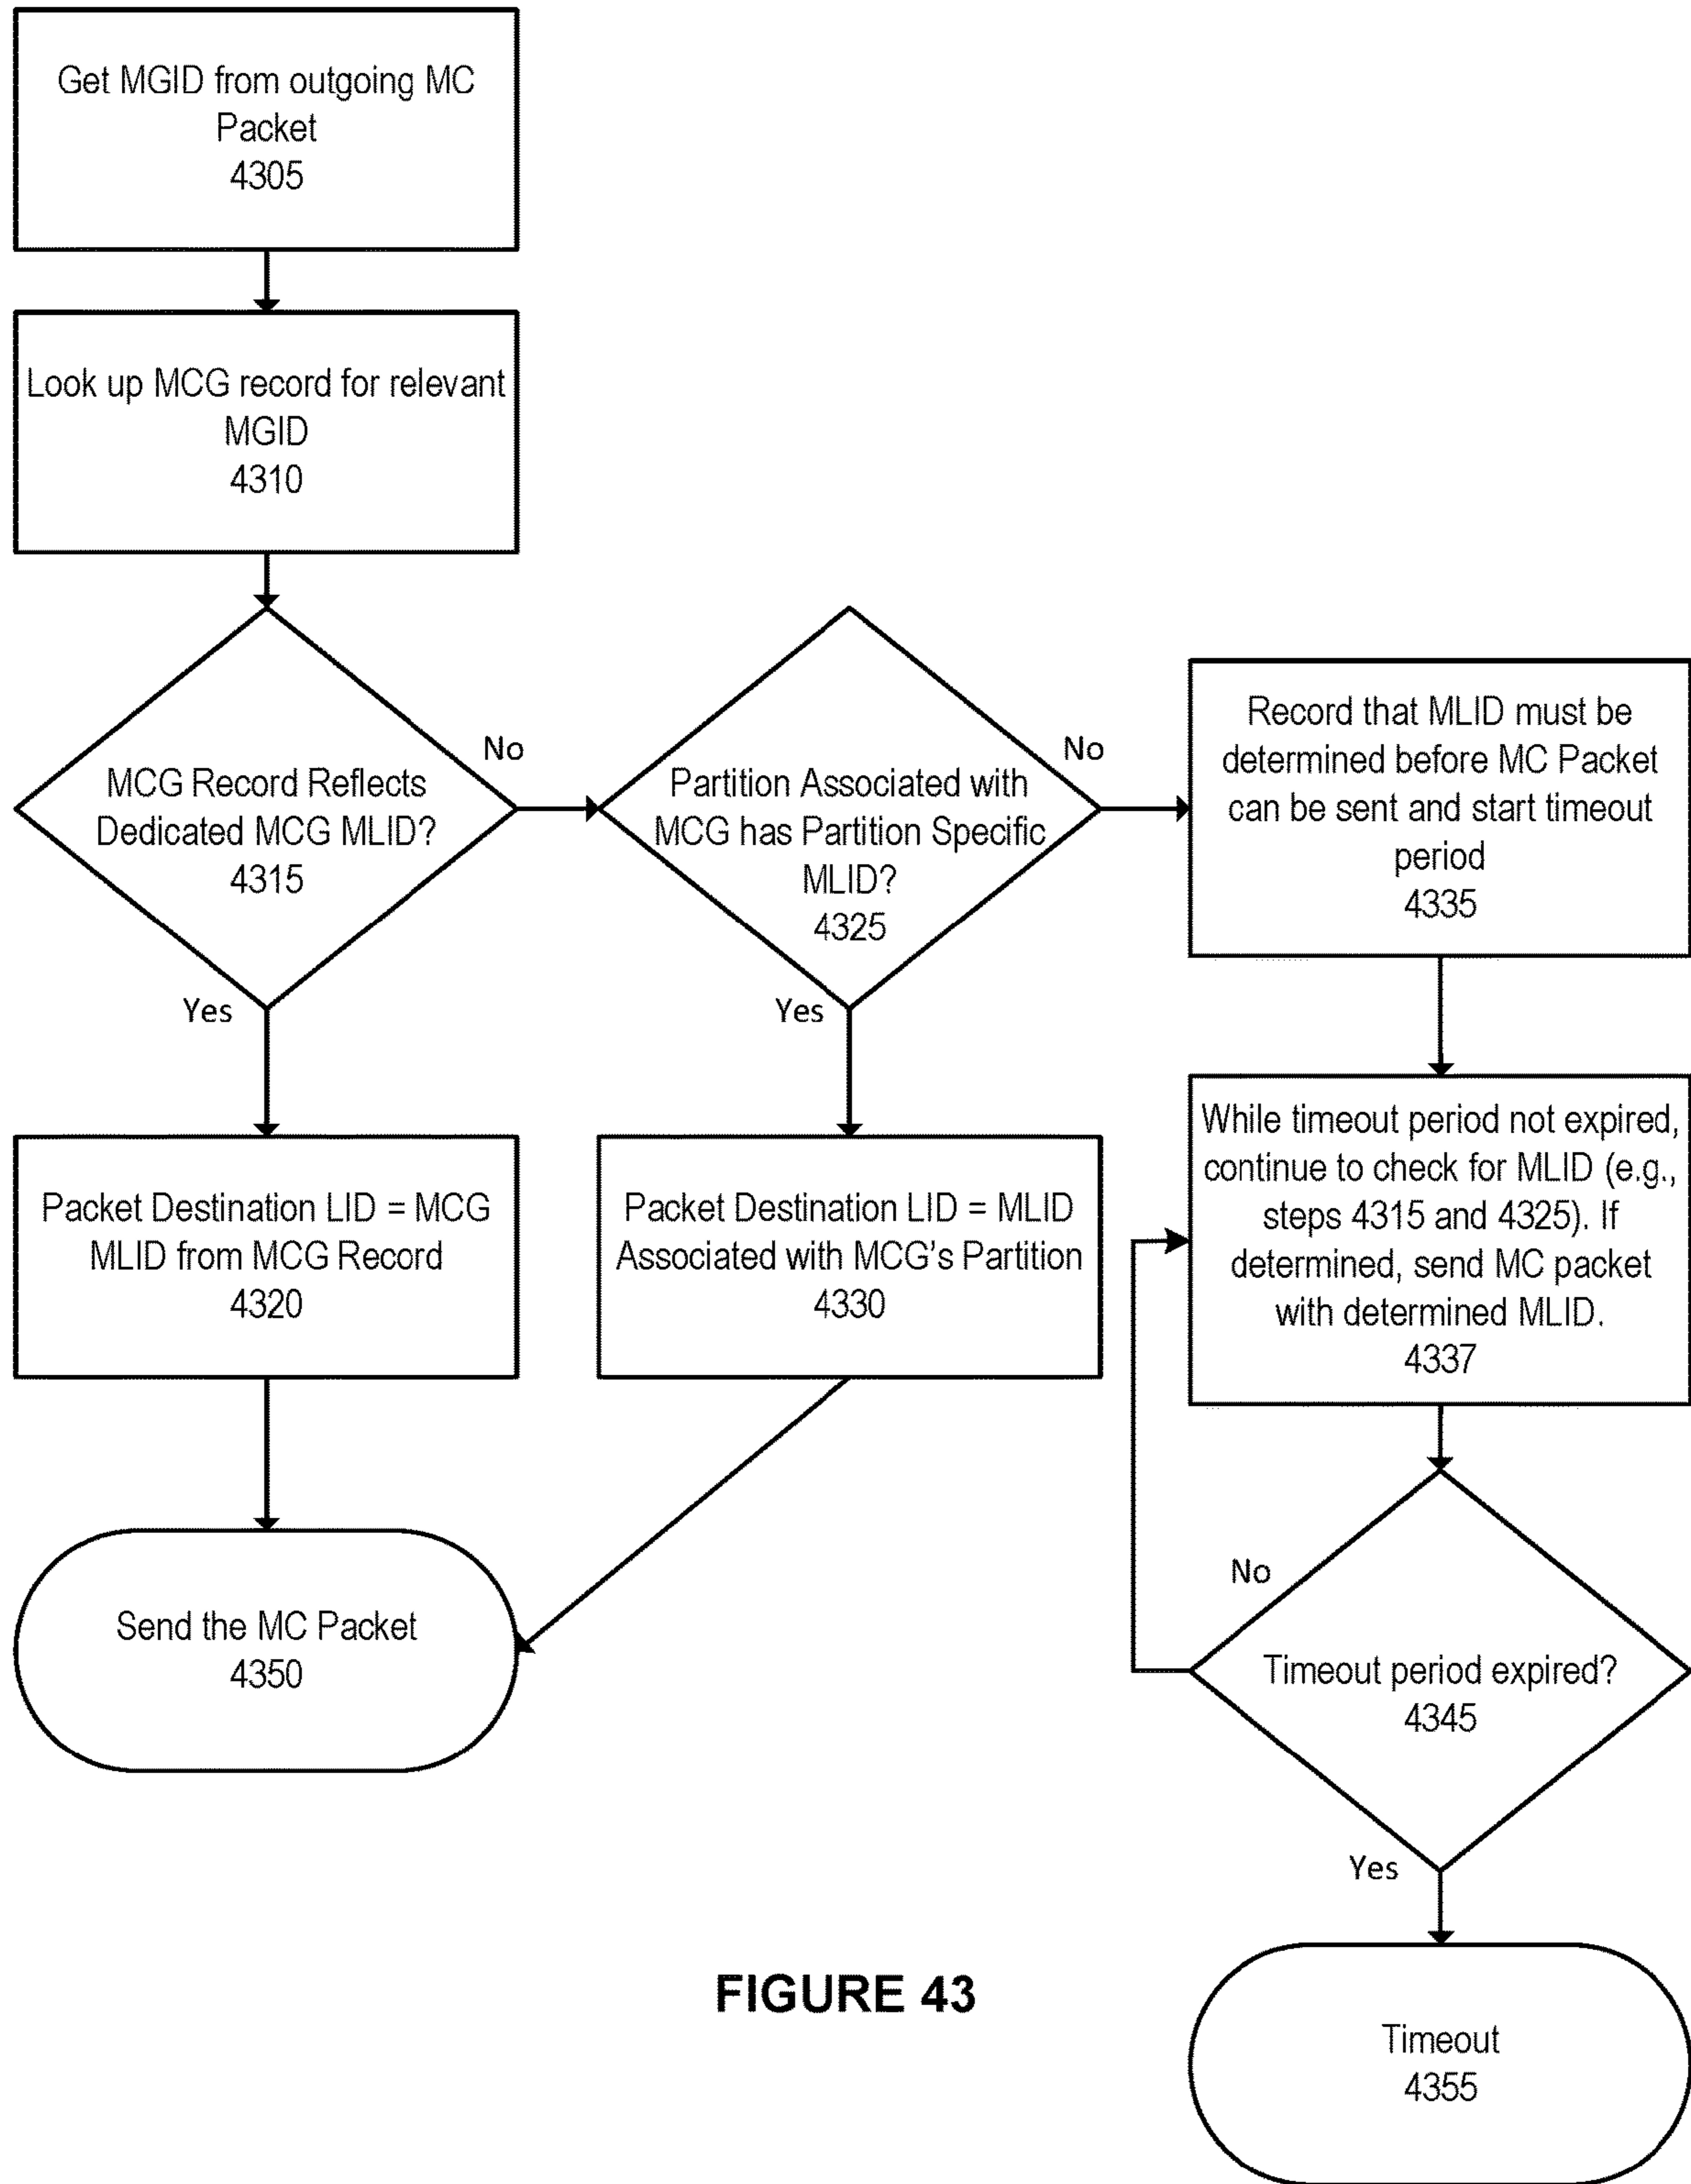 Get MGID from outgoing MC
Packet
4305
Look up MCG record for relevant
MGID
4310
MCG Record Reflects
Dedicated MCG MLID?
4315
No
Yes
Partition Associated with
MCG has Partition Specific
MLID?
4325
No
Yes
Record that MLID must be
determined before MC Packet
can be sent and start timeout
period
4335
Packet Destination LID = MCG
MLID from MCG Record
4320
Packet Destination LID = MLID
Associated with MCG's Partition
4330
While timeout period not expired,
continue to check for MLID (e.g.,
steps 4315 and 4325). If
determined, send MC packet
with determined MLID.
4337
Send the MC Packet
4350
No
Timeout period expired?
4345
Yes
Timeout
4355
FIGURE 43